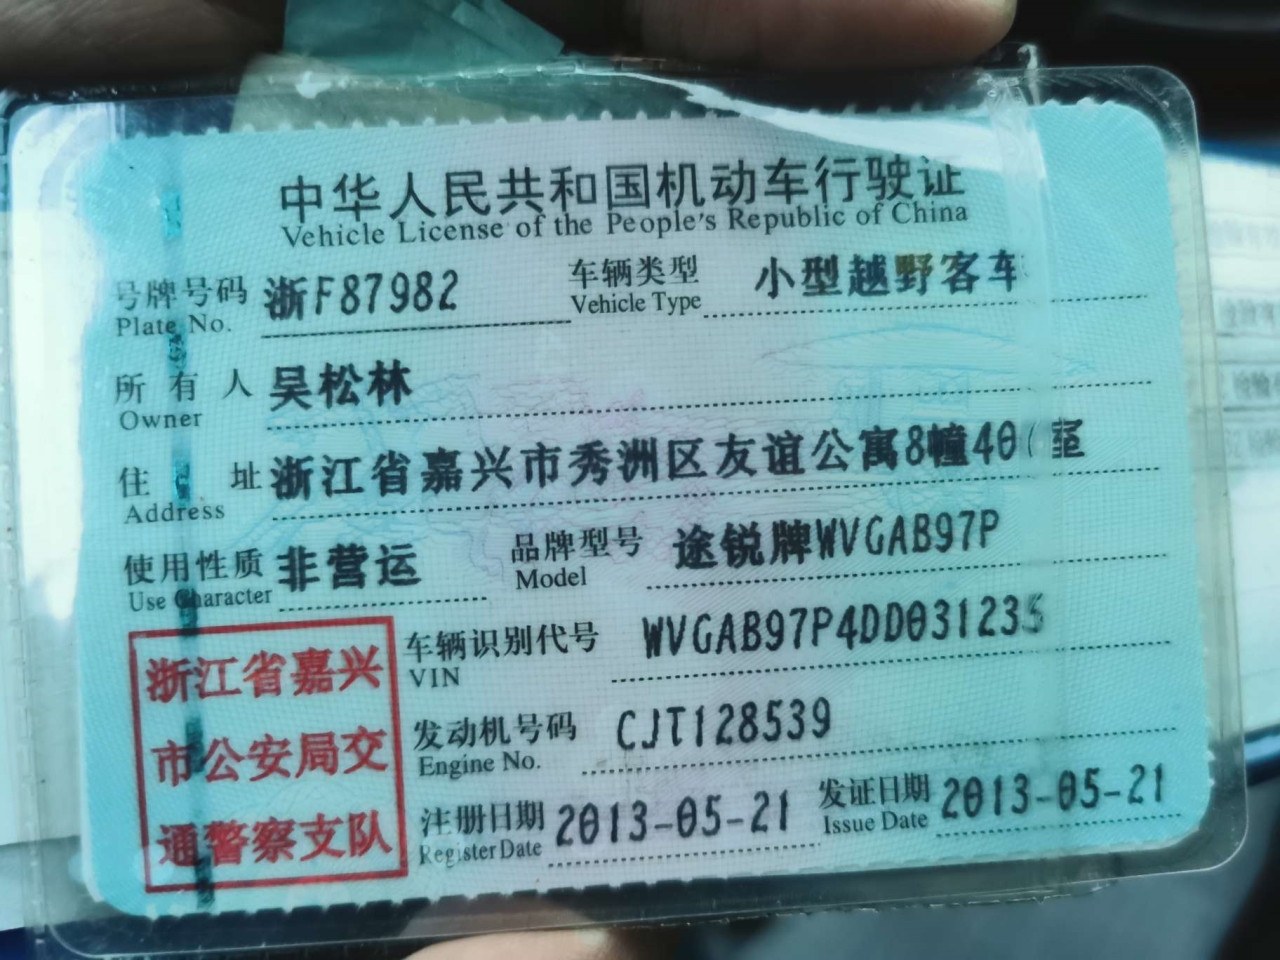 中华人民共和国机动车行驶证
Vehicle License of the People's Republic of China
号牌号码 浙F87982 车辆类型 小型越野客车
Plate No. Vehicle Type
所有人 吴松林
Owner
住址 浙江省嘉兴市秀洲区友谊公寓8幢40 室
Address
使用性质 非营运 品牌型号 途锐牌WVGAB97P
Use Character Model
车辆识别代号 WVGAB97P4DD031235
VIN
发动机号码 CJT128539
Engine No.
注册日期 2013-05-21 发证日期 2013-05-21
Register Date Issue Date
浙江省嘉兴
市公安局交
通警察支队